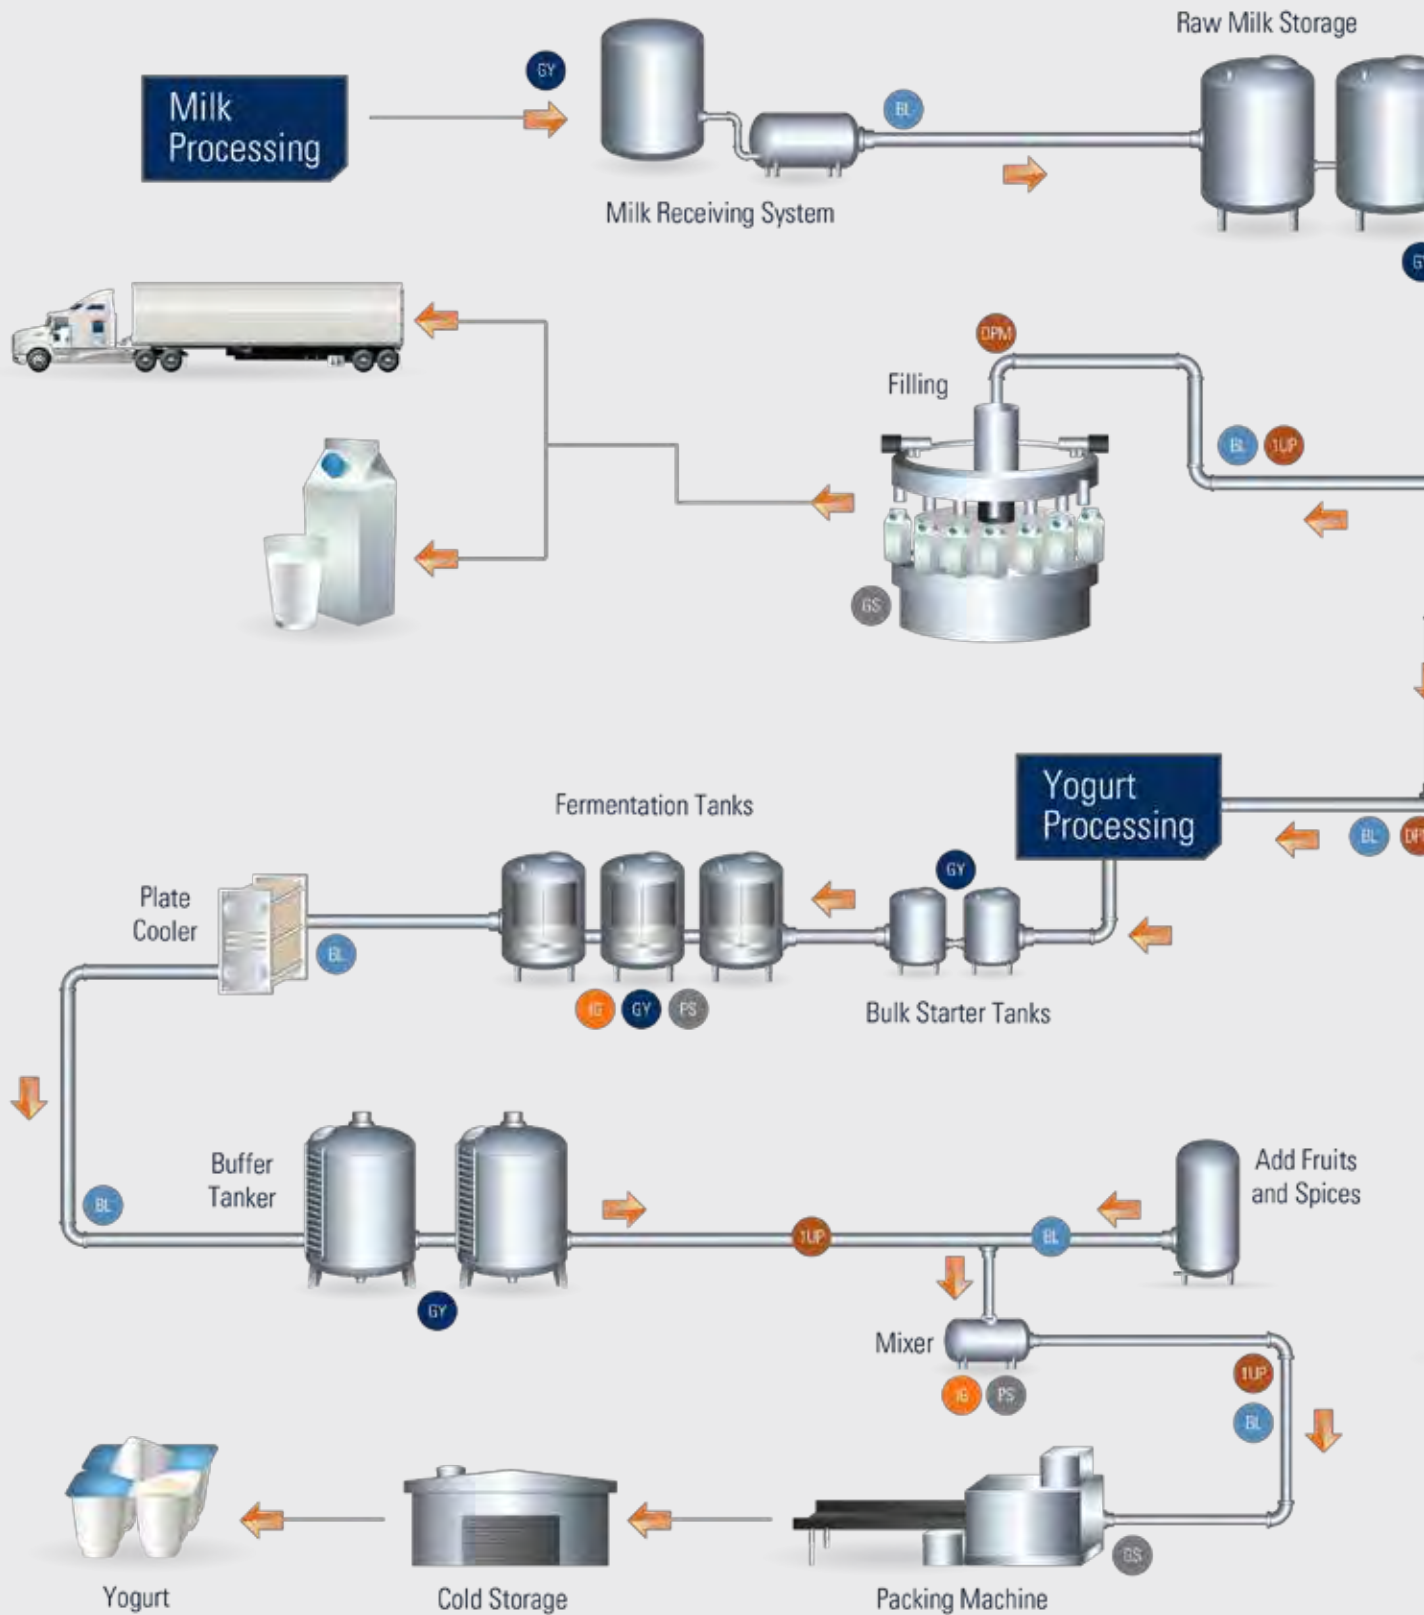 Raw Milk Storage
GY
Milk
Processing
BL
Milk Receiving System
GY
DPM
Filling
BL
1UP
GS
Yogurt
Processing
BL
Fermentation Tanks
GY
Plate
Cooler
BL
GY
PS
Bulk Starter Tanks
Buffer
Tanker
BL
1UP
BL
Add Fruits
and Spices
GY
Mixer
PS
1UP
BL
GS
Yogurt
Cold Storage
Packing Machine